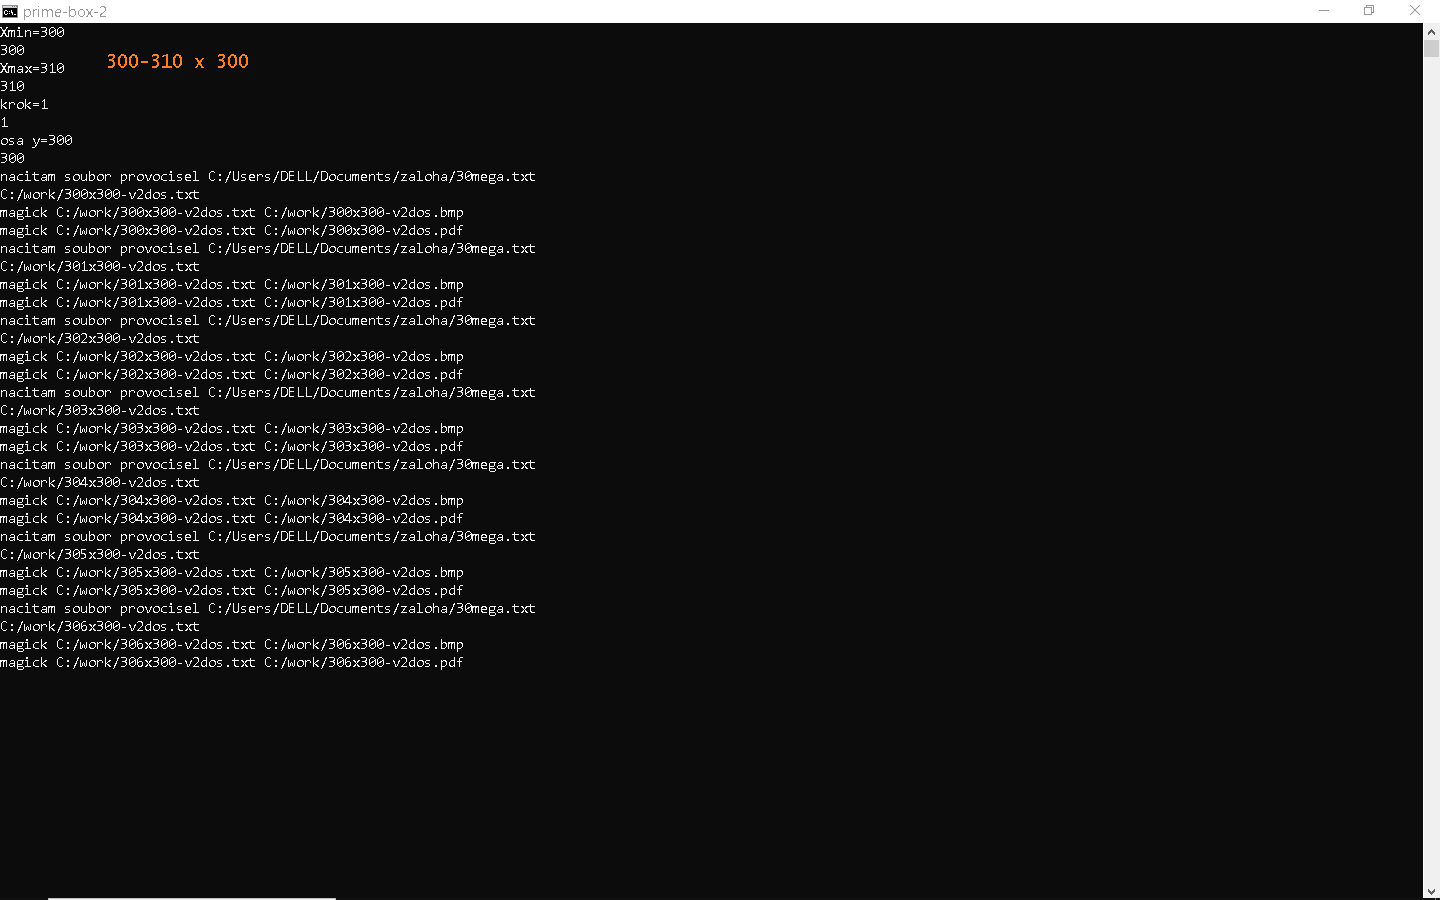 prime-box-2
Xmin=300
300
300-310 x 300
Xmax=310
310
krok=1
1
osa y=300
300
nacitam soubor provocisel C:/Users/DELL/Documents/zaloha/30mega.txt
C:/work/300x300-v2dos.txt
magick C:/work/300x300-v2dos.txt C:/work/300x300-v2dos.bmp
magick C:/work/300x300-v2dos.txt C:/work/300x300-v2dos.pdf
nacitam soubor provocisel C:/Users/DELL/Documents/zaloha/30mega.txt
C:/work/301x300-v2dos.txt
magick C:/work/301x300-v2dos.txt C:/work/301x300-v2dos.bmp
magick C:/work/301x300-v2dos.txt C:/work/301x300-v2dos.pdf
nacitam soubor provocisel C:/Users/DELL/Documents/zaloha/30mega.txt
C:/work/302x300-v2dos.txt
magick C:/work/302x300-v2dos.txt C:/work/302x300-v2dos.bmp
magick C:/work/302x300-v2dos.txt C:/work/302x300-v2dos.pdf
nacitam soubor provocisel C:/Users/DELL/Documents/zaloha/30mega.txt
C:/work/303x300-v2dos.txt
magick C:/work/303x300-v2dos.txt C:/work/303x300-v2dos.bmp
magick C:/work/303x300-v2dos.txt C:/work/303x300-v2dos.pdf
nacitam soubor provocisel C:/Users/DELL/Documents/zaloha/30mega.txt
C:/work/304x300-v2dos.txt
magick C:/work/304x300-v2dos.txt C:/work/304x300-v2dos.bmp
magick C:/work/304x300-v2dos.txt C:/work/304x300-v2dos.pdf
nacitam soubor provocisel C:/Users/DELL/Documents/zaloha/30mega.txt
C:/work/305x300-v2dos.txt
magick C:/work/305x300-v2dos.txt C:/work/305x300-v2dos.bmp
magick C:/work/305x300-v2dos.txt C:/work/305x300-v2dos.pdf
nacitam soubor provocisel C:/Users/DELL/Documents/zaloha/30mega.txt
C:/work/306x300-v2dos.txt
magick C:/work/306x300-v2dos.txt C:/work/306x300-v2dos.bmp
magick C:/work/306x300-v2dos.txt C:/work/306x300-v2dos.pdf